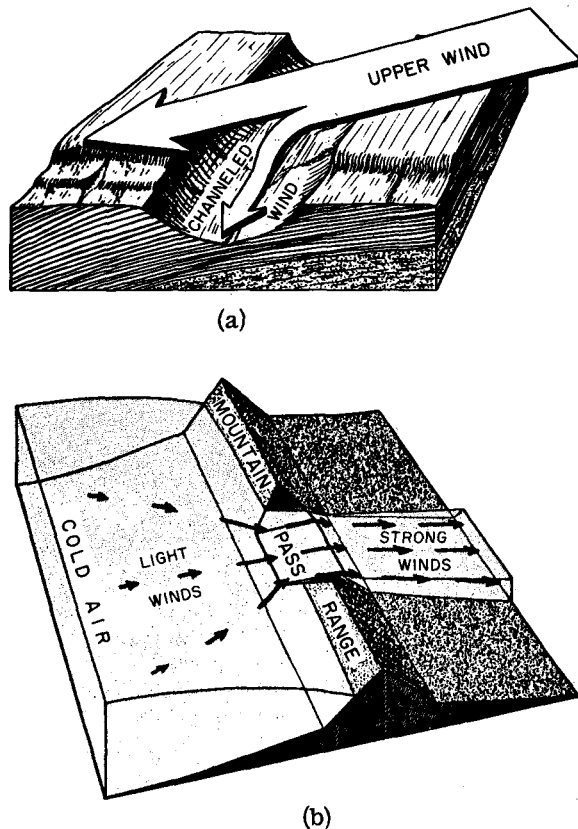 UPPER WIND
CHANNELED
WIND
(a)
MOUNTAIN
COLD AIR
LIGHT
WINDS
PASS
STRONG
WINDS
RANGE
(b)